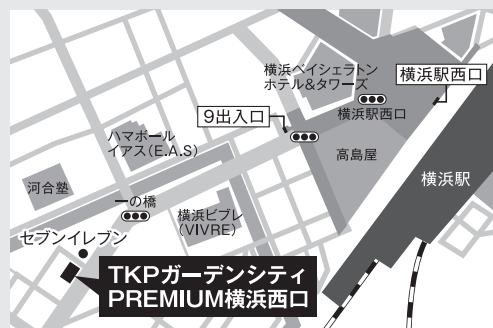 横浜ベイシェラトン
ホテル&タワーズ
横浜駅西口
9出入口
横浜駅西口
ハマボール
イアス(E.A.S)
高島屋
横浜駅
河合塾
一の橋
横浜ビブレ
(VIVRE)
セブンイレブン
TKPガーデンシティ
PREMIUM横浜西口